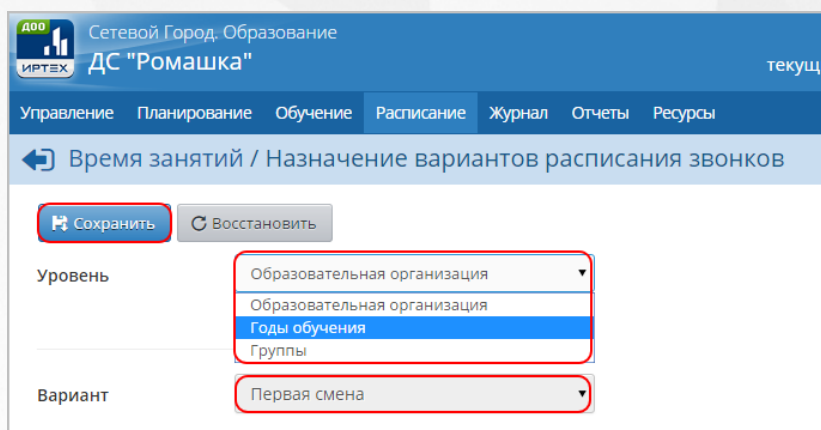 ДОО
ИРТЕХ
Сетевой Город. Образование
ДС "Ромашка"
текущ
Управление Планирование Обучение Расписание Журнал Отчеты Ресурсы
Время занятий / Назначение вариантов расписания звонков
Сохранить Восстановить
Уровень Образовательная организация
Образовательная организация
Годы обучения
Группы
Вариант Первая смена